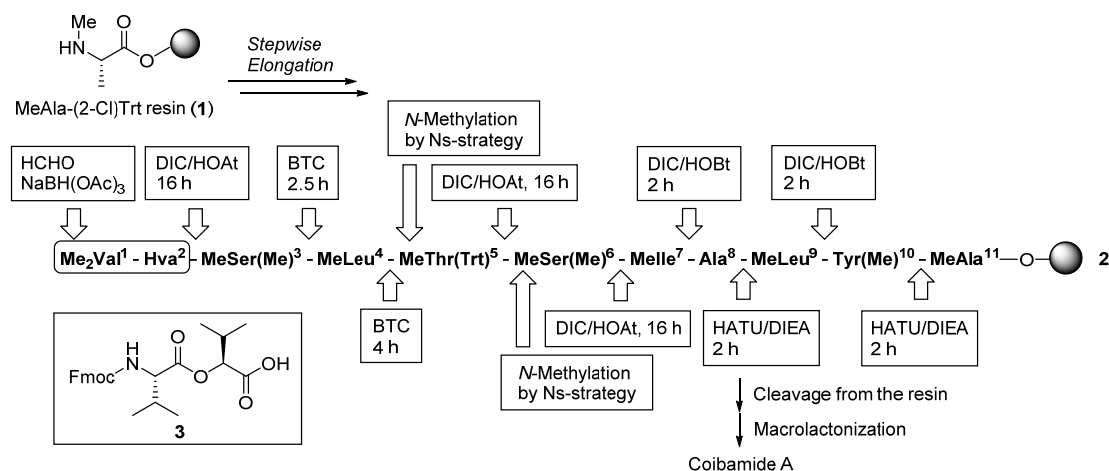 Me
HN
O
O
MeAla-(2-Cl)Trt resin (1)
Stepwise
Elongation
N-Methylation
by Ns-strategy
HCHO
NaBH(OAc)₃
DIC/HOAt
16 h
BTC
2.5 h
DIC/HOAt, 16 h
DIC/HOBt
2 h
DIC/HOBt
2 h
Me₂Val¹ - Hva² - MeSer(Me)³ - MeLeu⁴ - MeThr(Trt)⁵ - MeSer(Me)⁶ - MeIle⁷ - Ala⁸ - MeLeu⁹ - Tyr(Me)¹⁰ - MeAla¹¹ — O 2
BTC
4 h
DIC/HOAt, 16 h
HATU/DIEA
2 h
HATU/DIEA
2 h
N-Methylation
by Ns-strategy
Fmoc
H
N
O
O
OH
O
3
Cleavage from the resin
Macrolactonization
Coibamide A